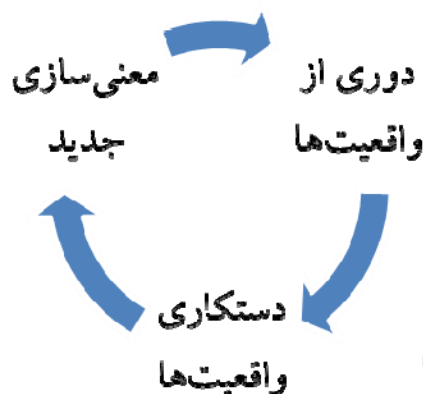 دوری از
واقعیت‌ها
دستکاری
واقعیت‌ها
معنی‌سازی
جدید